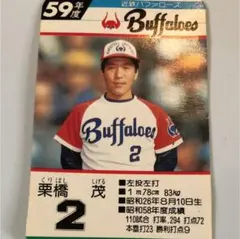 59年度
近鉄バファローズ
Buffaloes
Buffaloes
2
くりはし しげる
栗橋 茂
2
■左投左打
■1m78cm 83kg
■昭和26年8月10日生
■昭和58年度成績
110試合 打率.294 打点72
本塁打23 勝利打点9